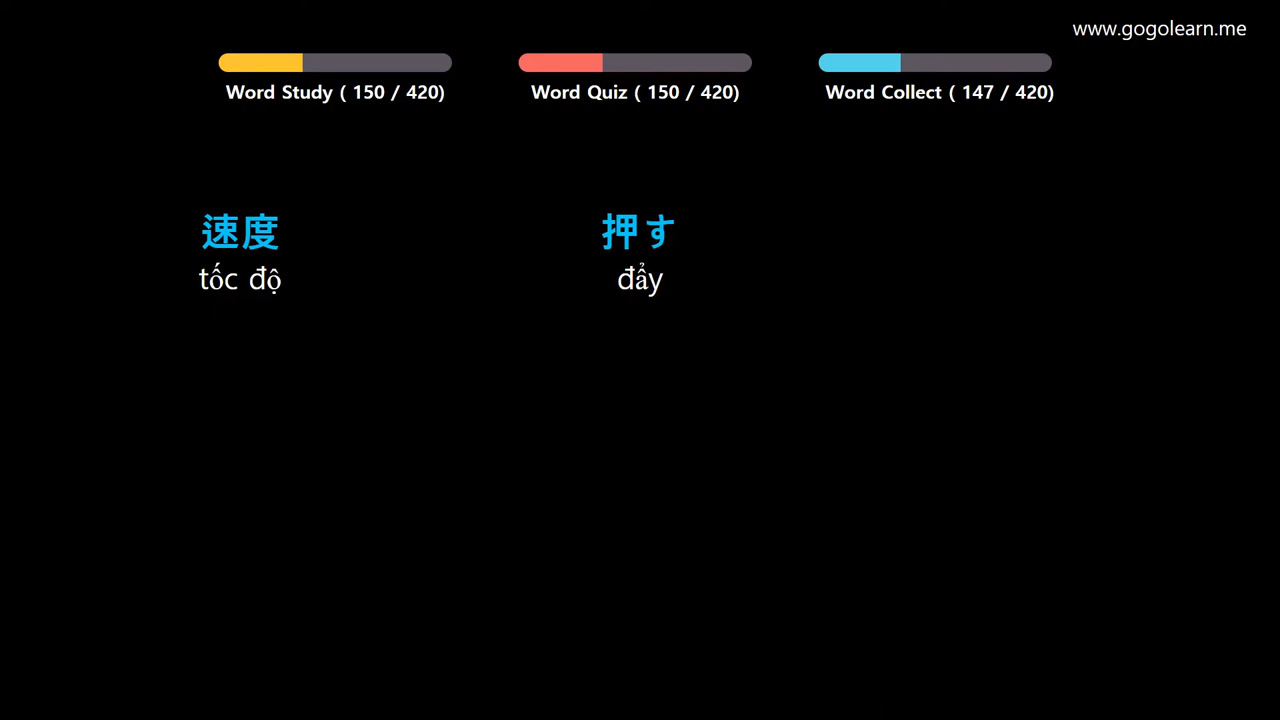 www.gogolearn.me
Word Study ( 150 / 420)
Word Quiz ( 150 / 420)
Word Collect ( 147 / 420)
速度
tốc độ
押す
đẩy